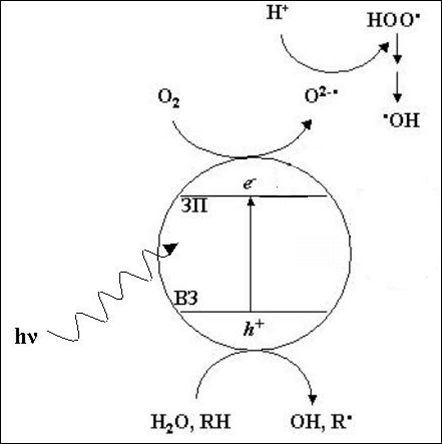 H⁺ HOO•
O₂ O²⁻•
•OH
e⁻
ЗП
ВЗ
hν
h⁺
H₂O, RH OH, R•